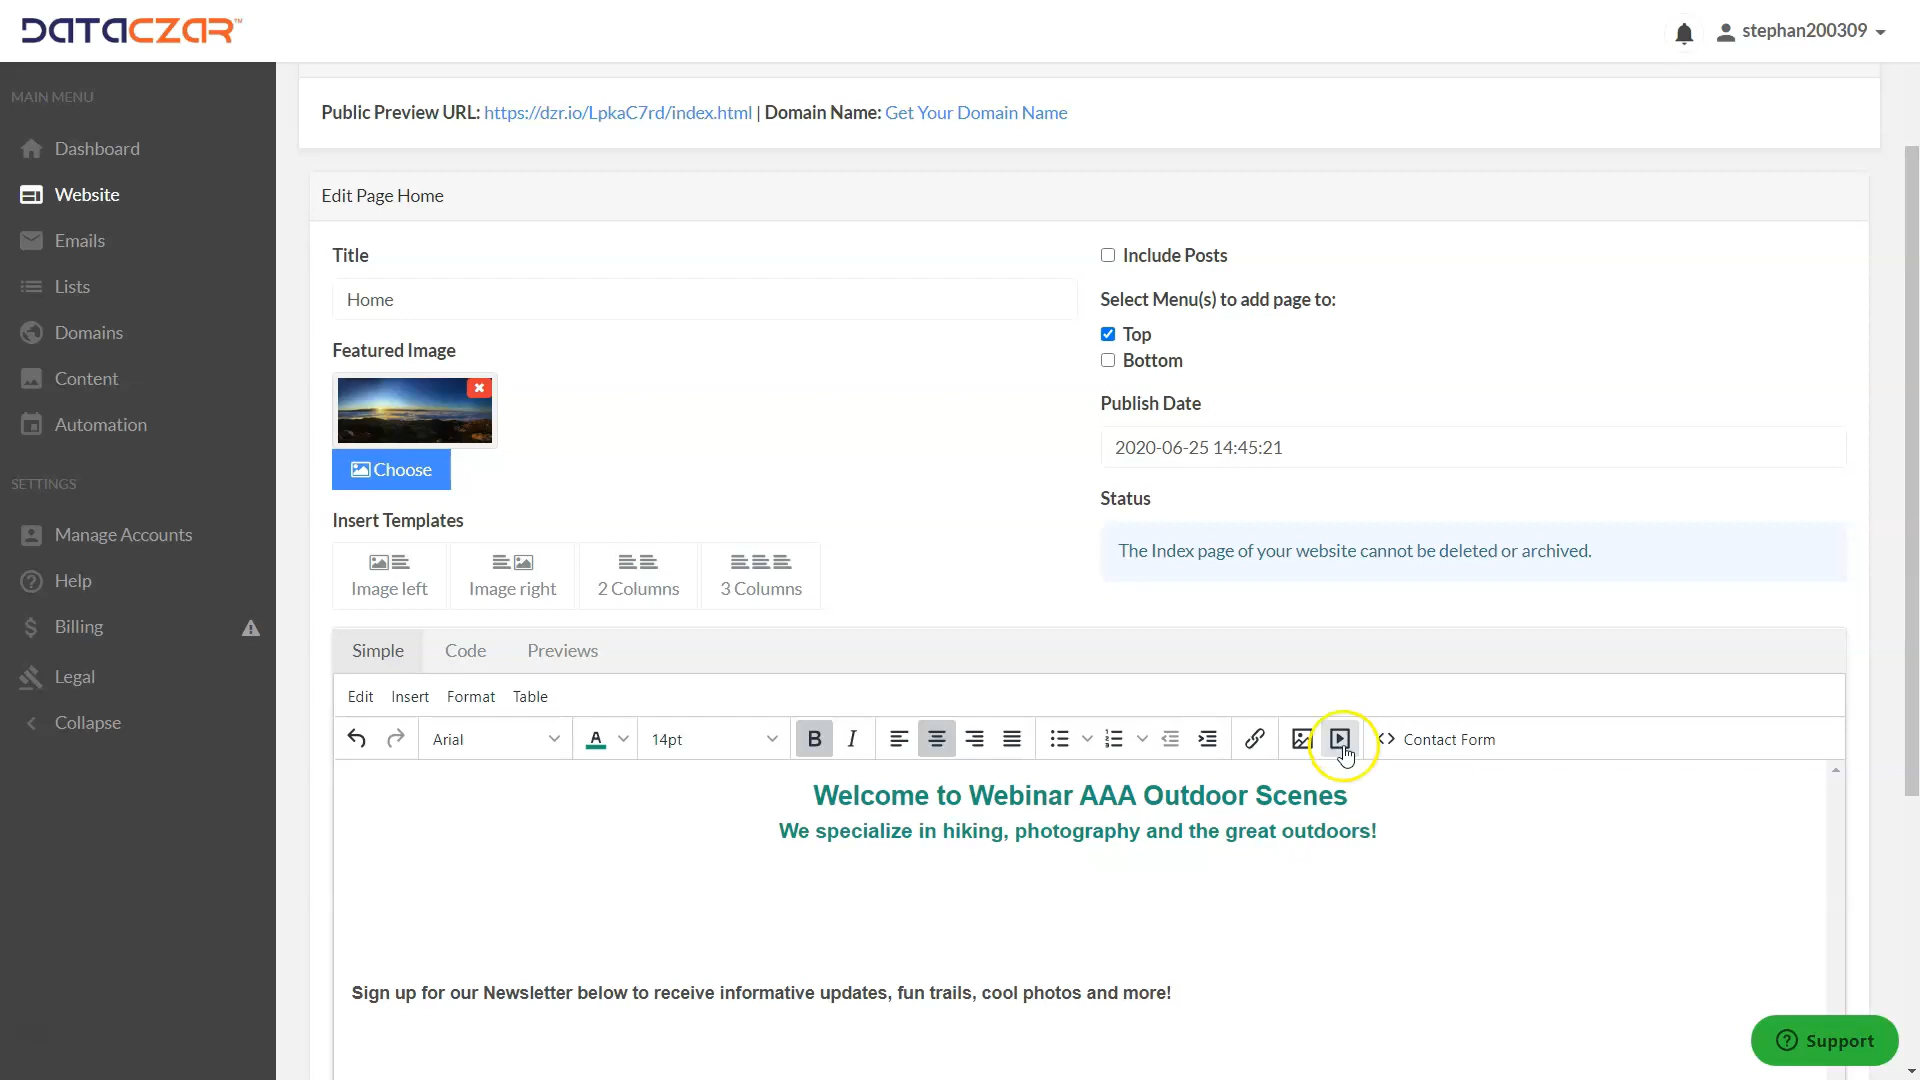 DATACZAR™
stephan200309
MAIN MENU
Dashboard
Website
Emails
Lists
Domains
Content
Automation
SETTINGS
Manage Accounts
Help
Billing
Legal
Collapse
Public Preview URL: https://dzr.io/LpkaC7rd/index.html | Domain Name: Get Your Domain Name
Edit Page Home
Title
Home
Featured Image
Choose
Insert Templates
Image left
Image right
2 Columns
3 Columns
Include Posts
Select Menu(s) to add page to:
Top
Bottom
Publish Date
2020-06-25 14:45:21
Status
The Index page of your website cannot be deleted or archived.
Simple Code Previews
Edit Insert Format Table
Arial A 14pt B I Contact Form
Welcome to Webinar AAA Outdoor Scenes
We specialize in hiking, photography and the great outdoors!
Sign up for our Newsletter below to receive informative updates, fun trails, cool photos and more!
Support